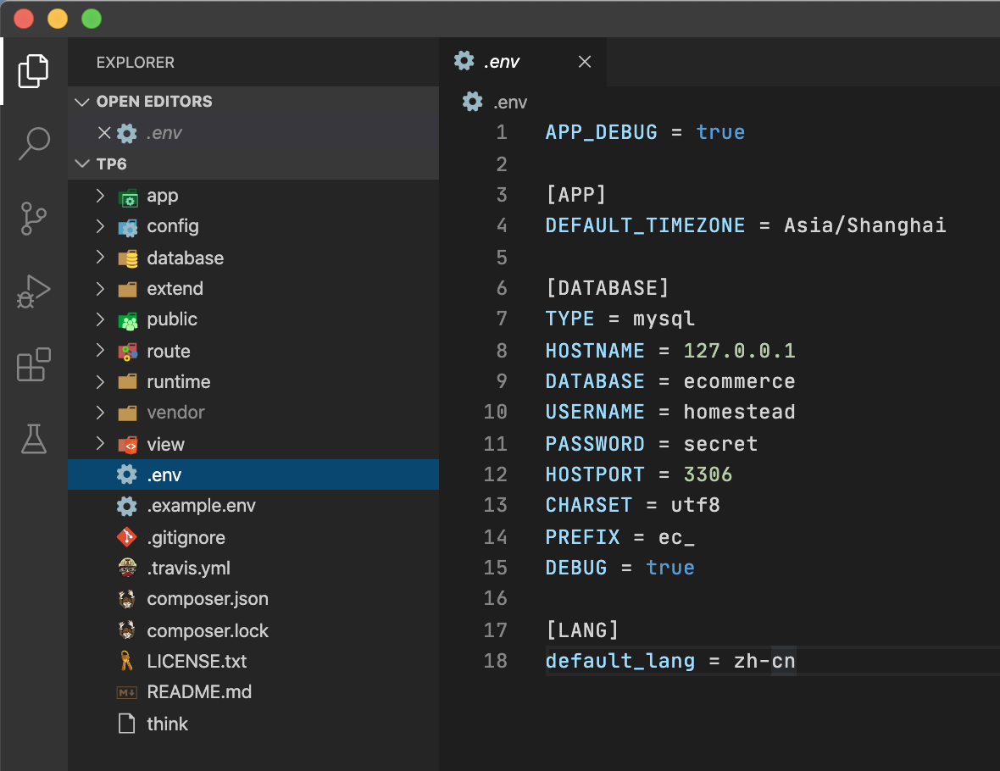 EXPLORER
OPEN EDITORS
.env
TP6
app
config
database
extend
public
route
runtime
vendor
view
.env
.example.env
.gitignore
.travis.yml
composer.json
composer.lock
LICENSE.txt
README.md
think
.env
.env
1 APP_DEBUG = true
2
3 [APP]
4 DEFAULT_TIMEZONE = Asia/Shanghai
5
6 [DATABASE]
7 TYPE = mysql
8 HOSTNAME = 127.0.0.1
9 DATABASE = ecommerce
10 USERNAME = homestead
11 PASSWORD = secret
12 HOSTPORT = 3306
13 CHARSET = utf8
14 PREFIX = ec_
15 DEBUG = true
16
17 [LANG]
18 default_lang = zh-cn